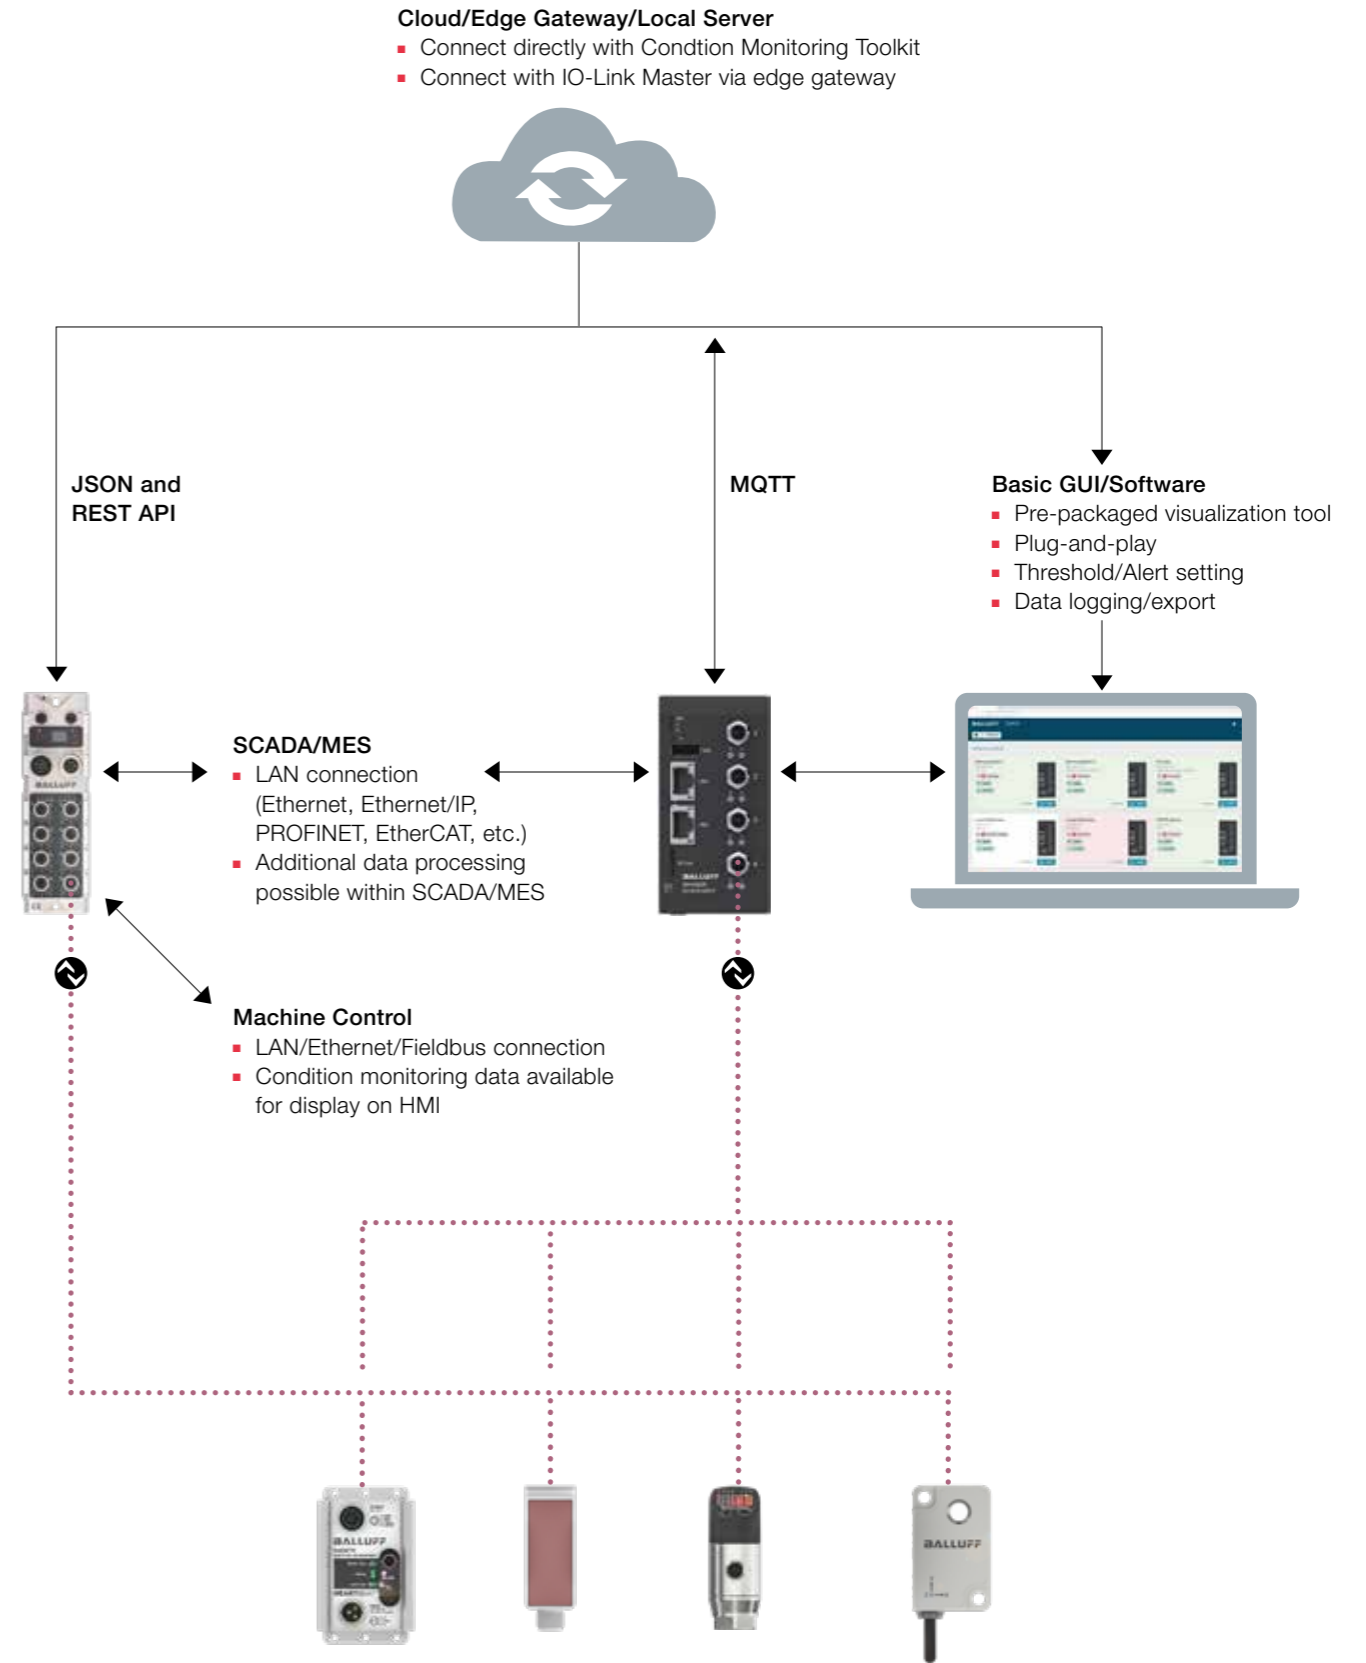 Cloud/Edge Gateway/Local Server
Connect directly with Condtion Monitoring Toolkit
Connect with IO-Link Master via edge gateway
JSON and
REST API
MQTT
Basic GUI/Software
Pre-packaged visualization tool
Plug-and-play
Threshold/Alert setting
Data logging/export
SCADA/MES
LAN connection
(Ethernet, Ethernet/IP,
PROFINET, EtherCAT, etc.)
Additional data processing
possible within SCADA/MES
BALLUFF
BALLUFF
BALLUFF
Machine Control
LAN/Ethernet/Fieldbus connection
Condition monitoring data available
for display on HMI
BALLUFF
BALLUFF